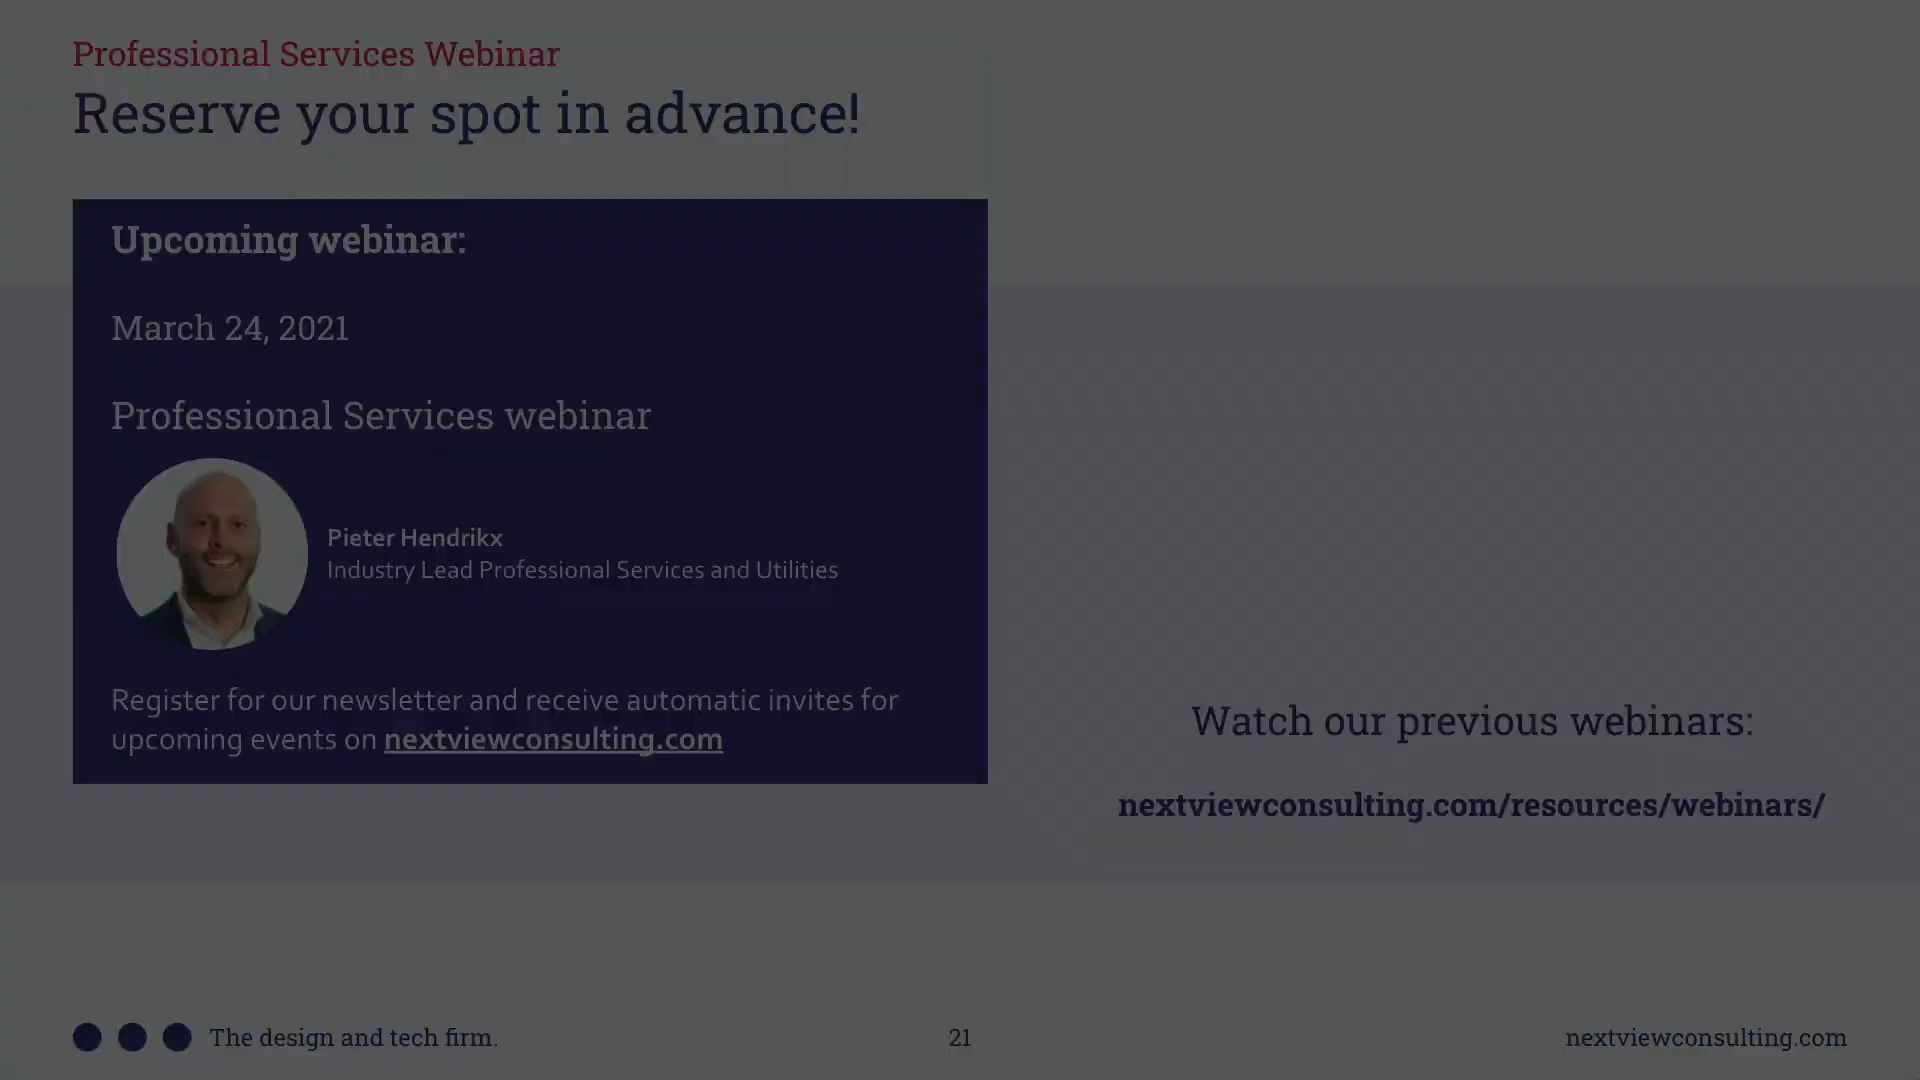 Professional Services Webinar
Reserve your spot in advance!
Upcoming webinar:
March 24, 2021
Professional Services webinar
Pieter Hendrikx
Industry Lead Professional Services and Utilities
Register for our newsletter and receive automatic invites for
upcoming events on nextviewconsulting.com
Watch our previous webinars:
nextviewconsulting.com/resources/webinars/
The design and tech firm.
21
nextviewconsulting.com